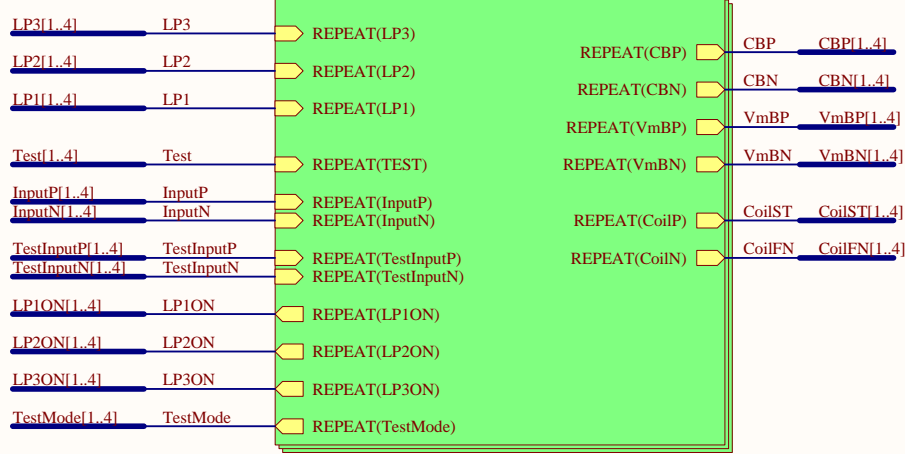 LP3[1..4] LP3 REPEAT(LP3)
REPEAT(CBP) CBP CBP[1..4]
LP2[1..4] LP2 REPEAT(LP2)
REPEAT(CBN) CBN CBN[1..4]
LP1[1..4] LP1 REPEAT(LP1)
REPEAT(VmBP) VmBP VmBP[1..4]
Test[1..4] Test REPEAT(TEST) REPEAT(VmBN) VmBN VmBN[1..4]
InputP[1..4] InputP REPEAT(InputP)
InputN[1..4] InputN REPEAT(InputN) REPEAT(CoilP) CoilST CoilST[1..4]
TestInputP[1..4] TestInputP REPEAT(TestInputP) REPEAT(CoilN) CoilFN CoilFN[1..4]
TestInputN[1..4] TestInputN REPEAT(TestInputN)
LP1ON[1..4] LP1ON REPEAT(LP1ON)
LP2ON[1..4] LP2ON REPEAT(LP2ON)
LP3ON[1..4] LP3ON REPEAT(LP3ON)
TestMode[1..4] TestMode REPEAT(TestMode)